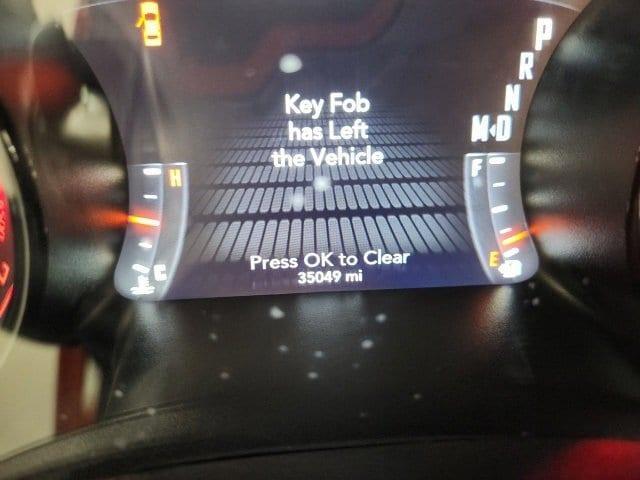 P
R
N
M◄D
Key Fob
has Left
the Vehicle
H
F
C
E
Press OK to Clear
35049 mi